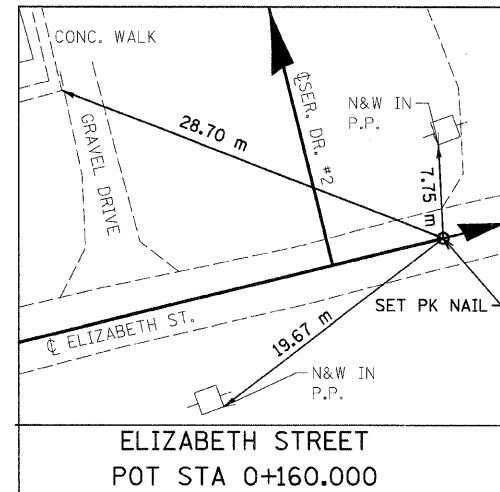 CONC. WALK
GRAVEL DRIVE
28.70 m
℄ SER. DR. #2
N&W IN
P.P.
7.75 m
SET PK NAIL
℄ ELIZABETH ST.
19.67 m
N&W IN
P.P.
ELIZABETH STREET
POT STA 0+160.000